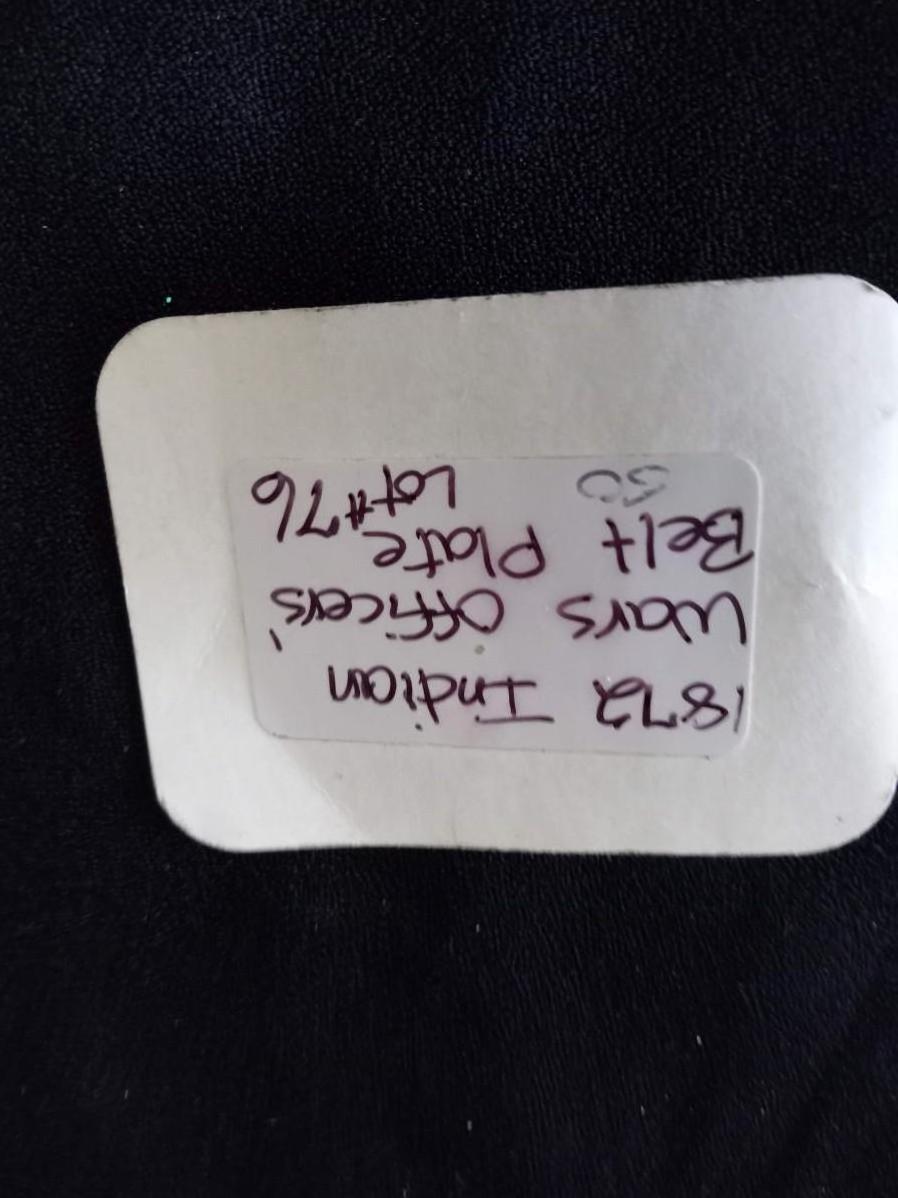 1872 Indian
Wars Officers'
Belt Plate
50 Lot #76